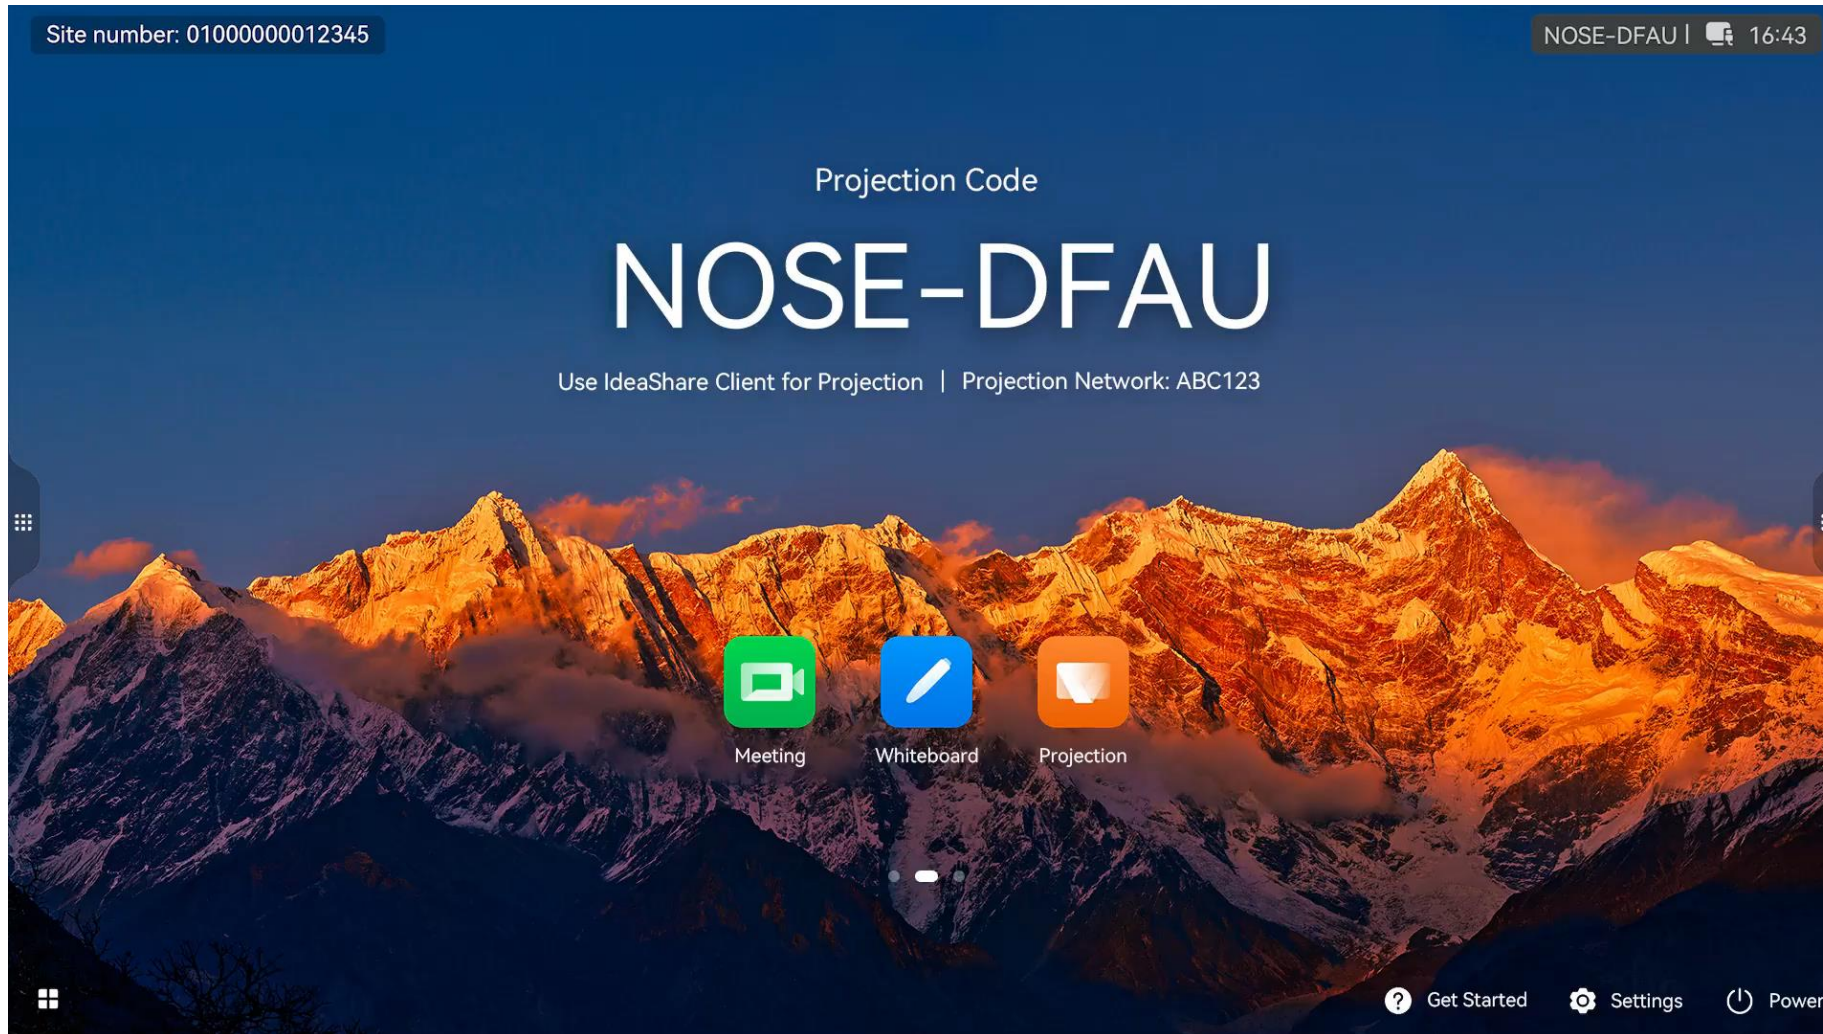 Site number: 01000000012345
NOSE-DFAU | 16:43
Projection Code
NOSE-DFAU
Use IdeaShare Client for Projection | Projection Network: ABC123
Meeting Whiteboard Projection
? Get Started Settings Power